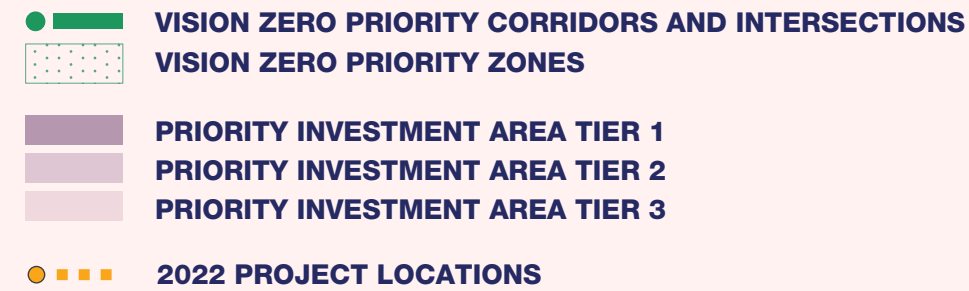 VISION ZERO PRIORITY CORRIDORS AND INTERSECTIONS
VISION ZERO PRIORITY ZONES
PRIORITY INVESTMENT AREA TIER 1
PRIORITY INVESTMENT AREA TIER 2
PRIORITY INVESTMENT AREA TIER 3
2022 PROJECT LOCATIONS